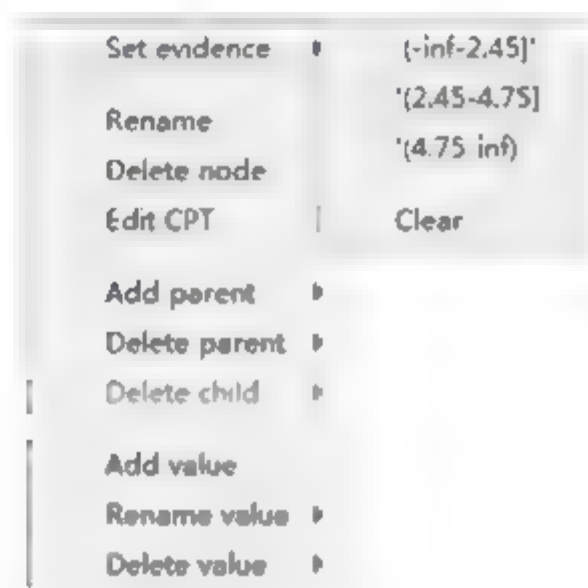 Set evidence
(-inf-2.45]'
'(2.45-4.75]
'(4.75 inf)
Clear
Rename
Delete node
Edit CPT
Add parent
Delete parent
Delete child
Add value
Rename value
Delete value